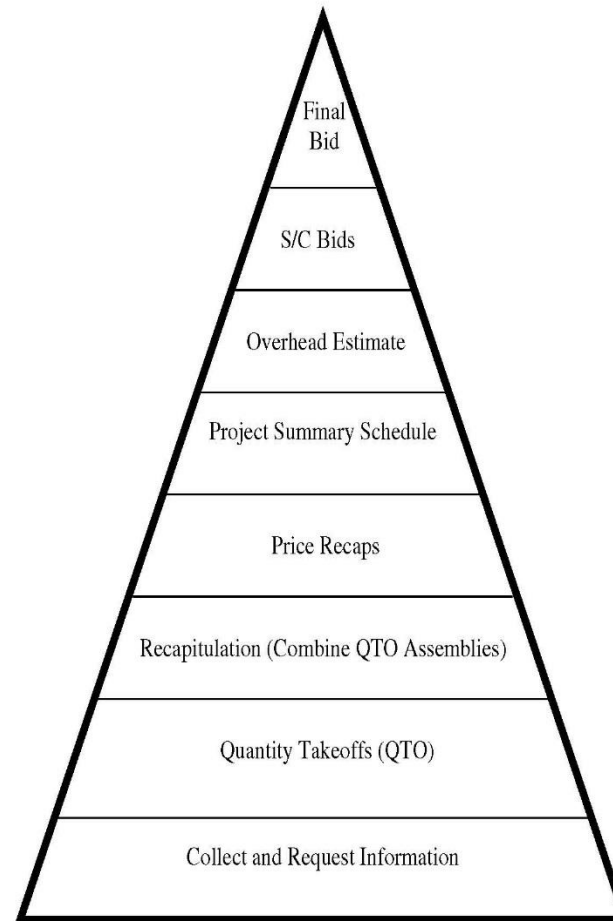 Final
Bid
S/C Bids
Overhead Estimate
Project Summary Schedule
Price Recaps
Recapitulation (Combine QTO Assemblies)
Quantity Takeoffs (QTO)
Collect and Request Information